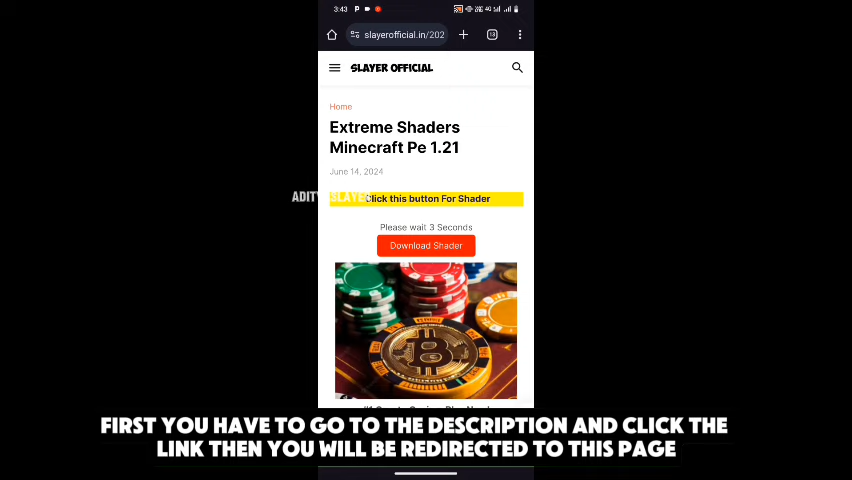 3:43
4G
slayerofficial.in/202
SLAYER OFFICIAL
Home
Extreme Shaders
Minecraft Pe 1.21
June 14, 2024
Click this button For Shader
Please wait 3 Seconds
Download Shader
FIRST YOU HAVE TO GO TO THE DESCRIPTION AND CLICK THE
LINK THEN YOU WILL BE REDIRECTED TO THIS PAGE